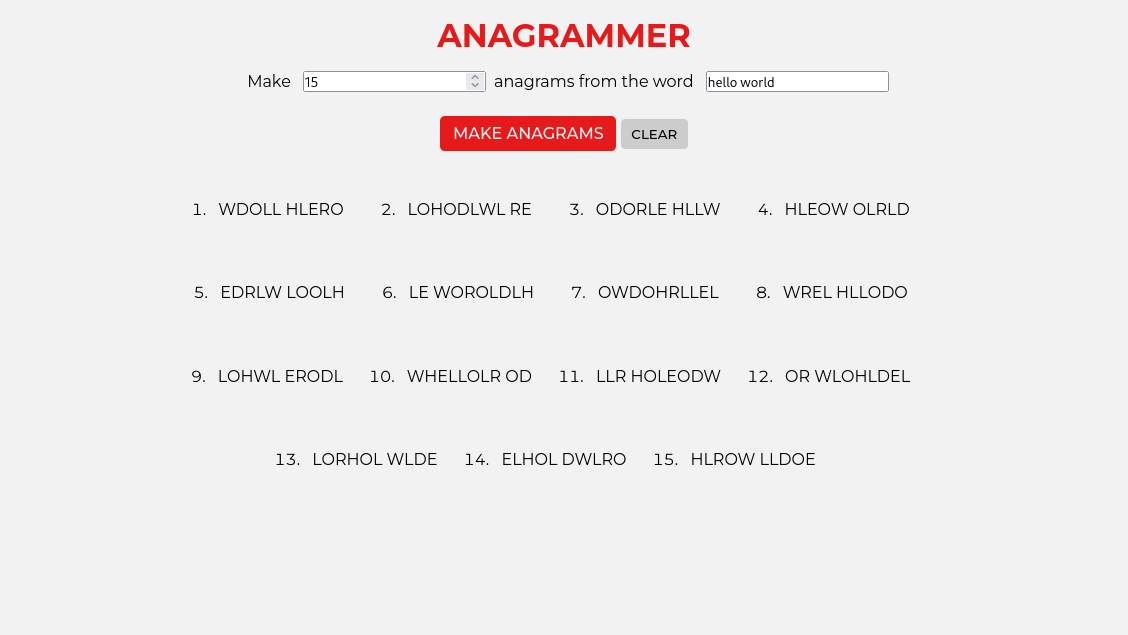 ANAGRAMMER
Make 15 anagrams from the word hello world
MAKE ANAGRAMS CLEAR
1. WDOLL HLERO 2. LOHODLWL RE 3. ODORLE HLLW 4. HLEOW OLRLD
5. EDRLW LOOLH 6. LE WOROLDLH 7. OWDOHRLLEL 8. WREL HLLODO
9. LOHWL ERODL 10. WHELLOLR OD 11. LLR HOLEODW 12. OR WLOHLDEL
13. LORHOL WLDE 14. ELHOL DWLRO 15. HLROW LLDOE